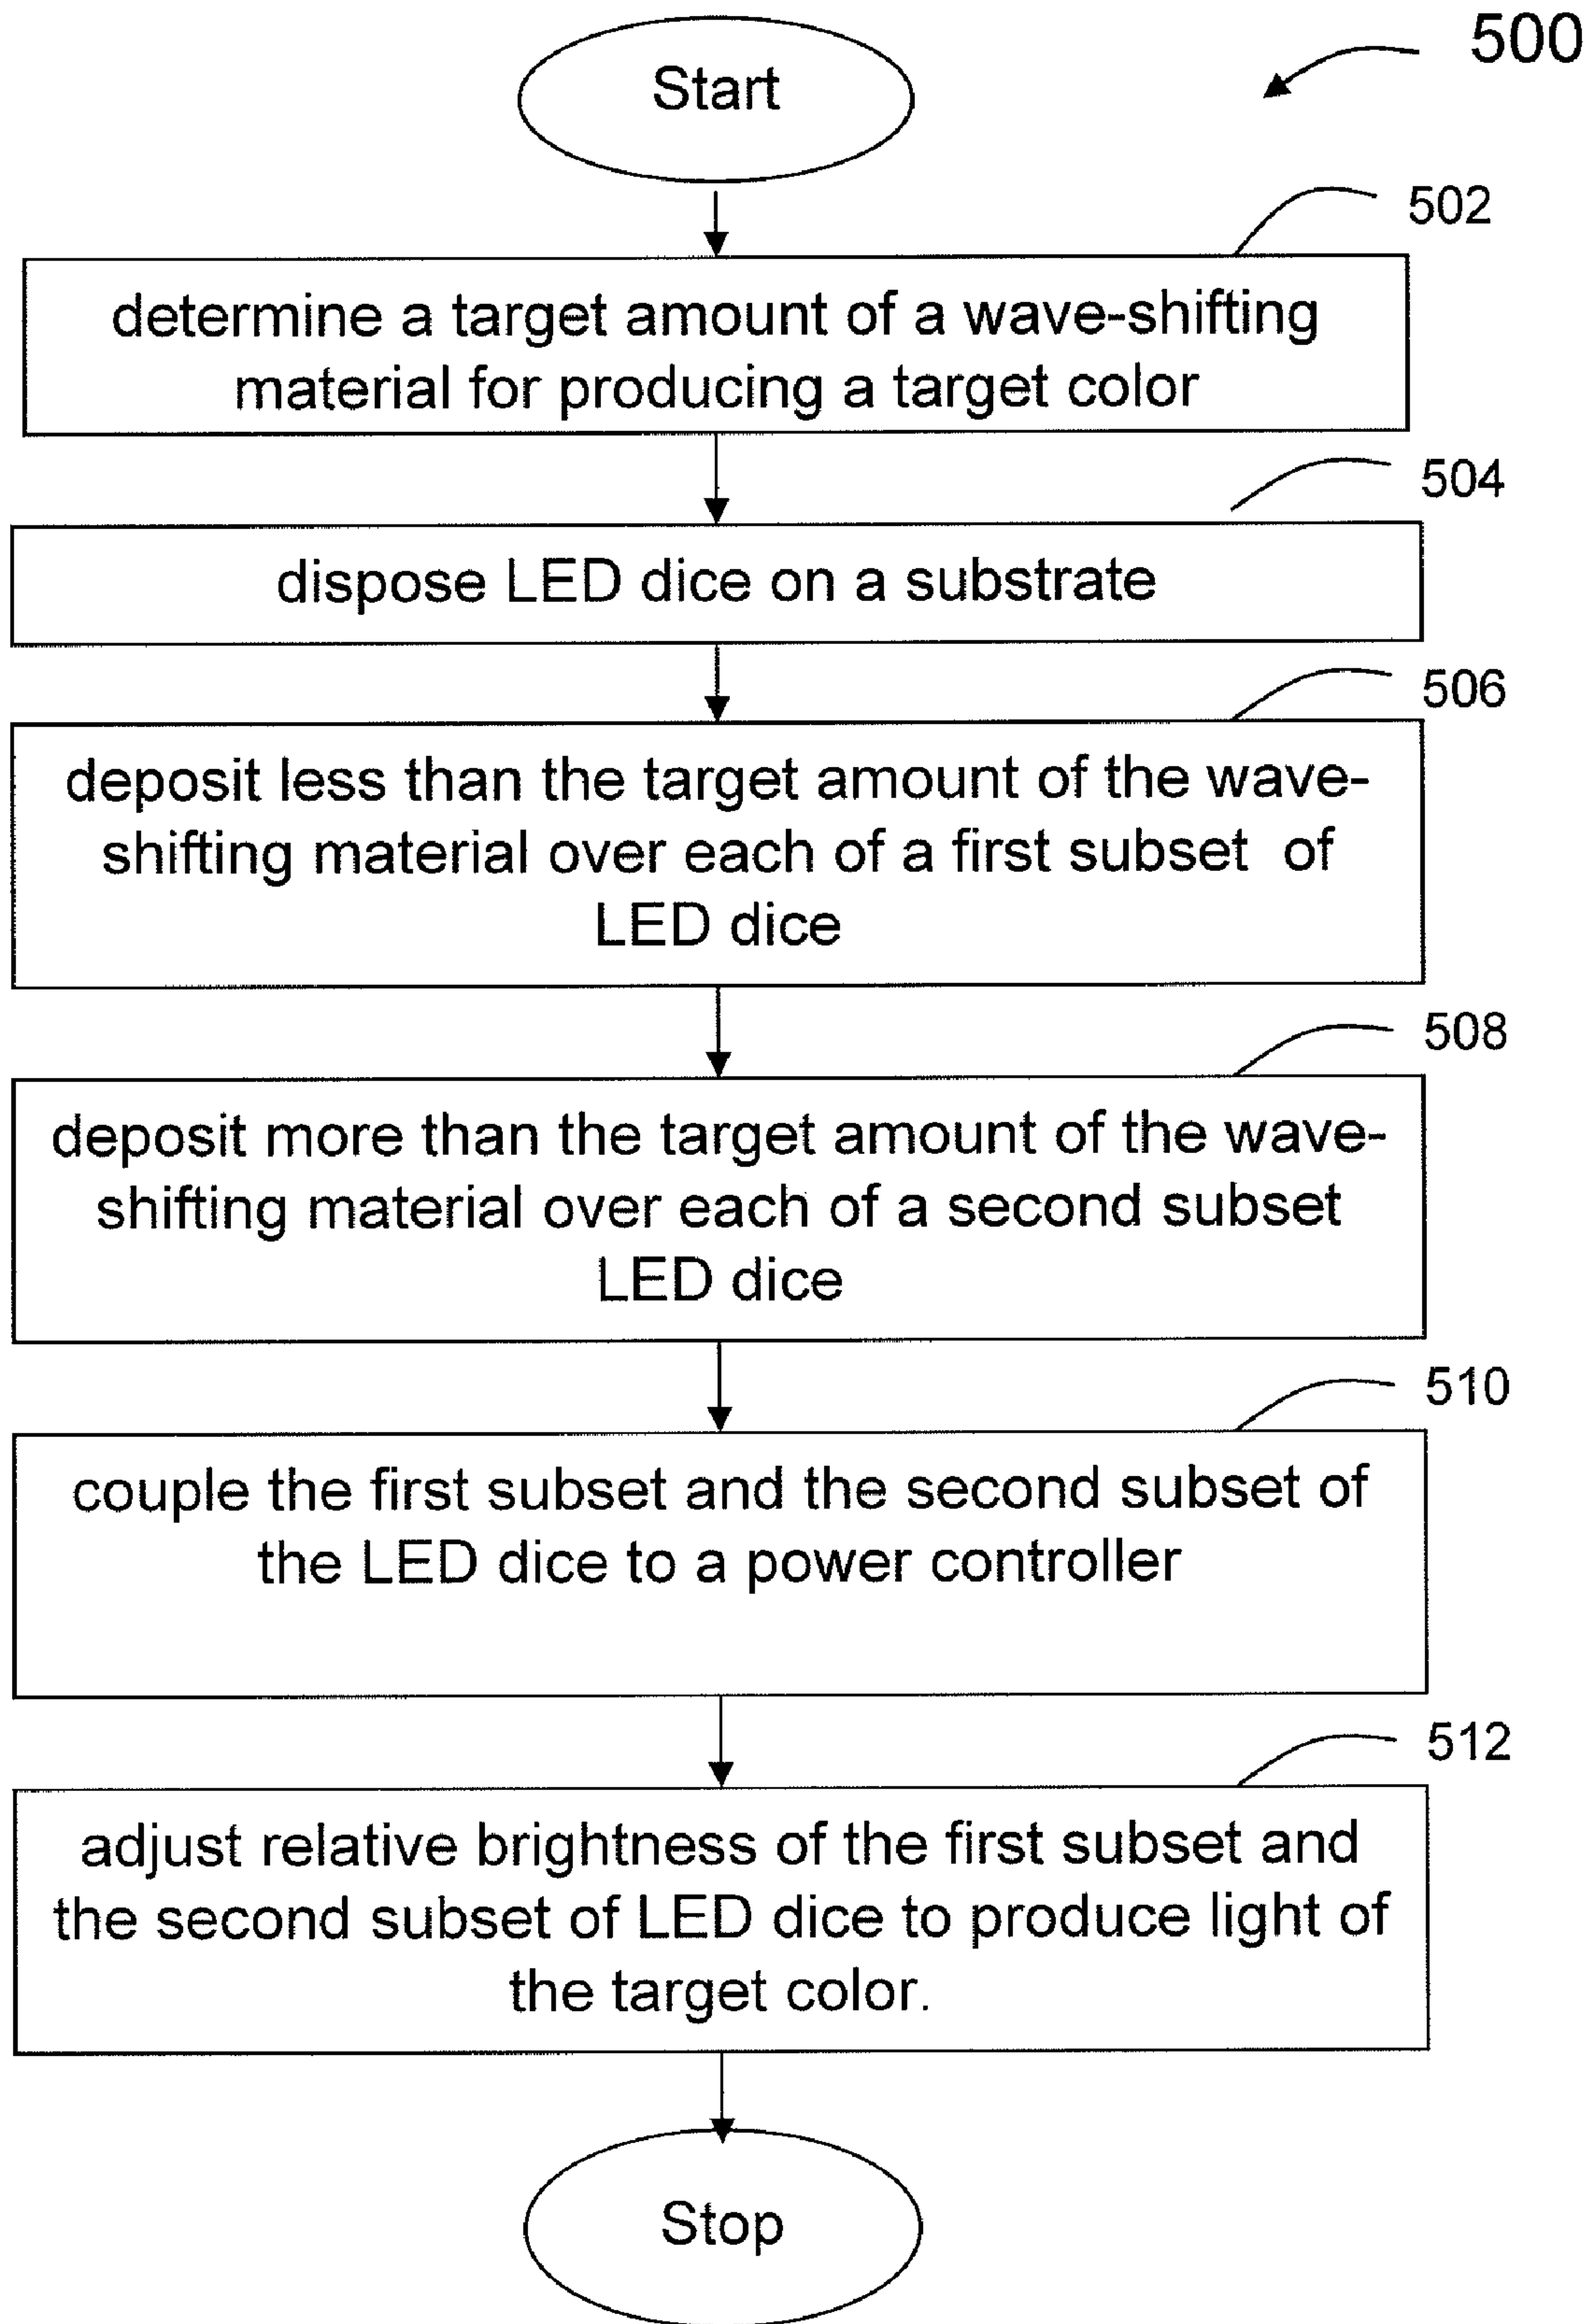 500
Start
502
determine a target amount of a wave-shifting
material for producing a target color
504
dispose LED dice on a substrate
506
deposit less than the target amount of the wave-
shifting material over each of a first subset of
LED dice
508
deposit more than the target amount of the wave-
shifting material over each of a second subset
LED dice
510
couple the first subset and the second subset of
the LED dice to a power controller
512
adjust relative brightness of the first subset and
the second subset of LED dice to produce light of
the target color.
Stop